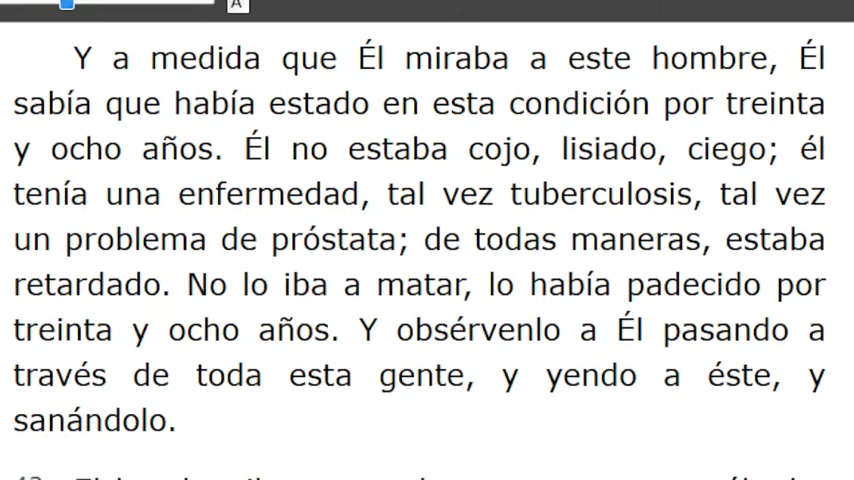 A
Y a medida que Él miraba a este hombre, Él
sabía que había estado en esta condición por treinta
y ocho años. Él no estaba cojo, lisiado, ciego; él
tenía una enfermedad, tal vez tuberculosis, tal vez
un problema de próstata; de todas maneras, estaba
retardado. No lo iba a matar, lo había padecido por
treinta y ocho años. Y obsérvenlo a Él pasando a
través de toda esta gente, y yendo a éste, y
sanándolo.